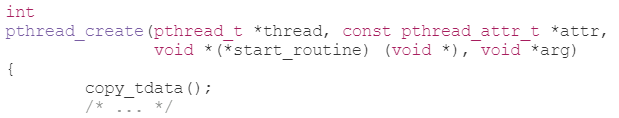 int
pthread_create(pthread_t *thread, const pthread_attr_t *attr,
               void *(*start_routine) (void *), void *arg)
{
        copy_tdata();
        /* ... */